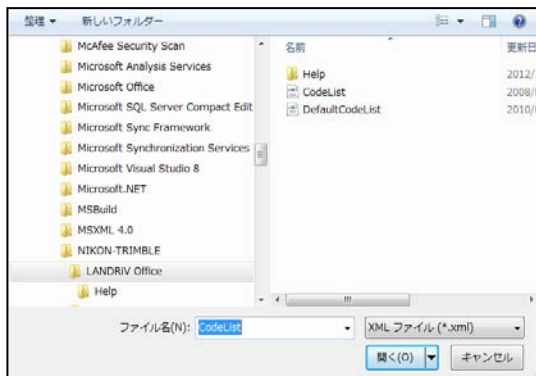 整理 ▼ 新しいフォルダー
McAfee Security Scan
Microsoft Analysis Services
Microsoft Office
Microsoft SQL Server Compact Edit
Microsoft Sync Framework
Microsoft Synchronization Services
Microsoft Visual Studio 8
Microsoft.NET
MSBuild
MSXML 4.0
NIKON-TRIMBLE
LANDRiV Office
Help
名前 更新日
Help 2012/
CodeList 2008/
DefaultCodeList 2010/
ファイル名(N): CodeList XML ファイル (*.xml)
開く(O) キャンセル